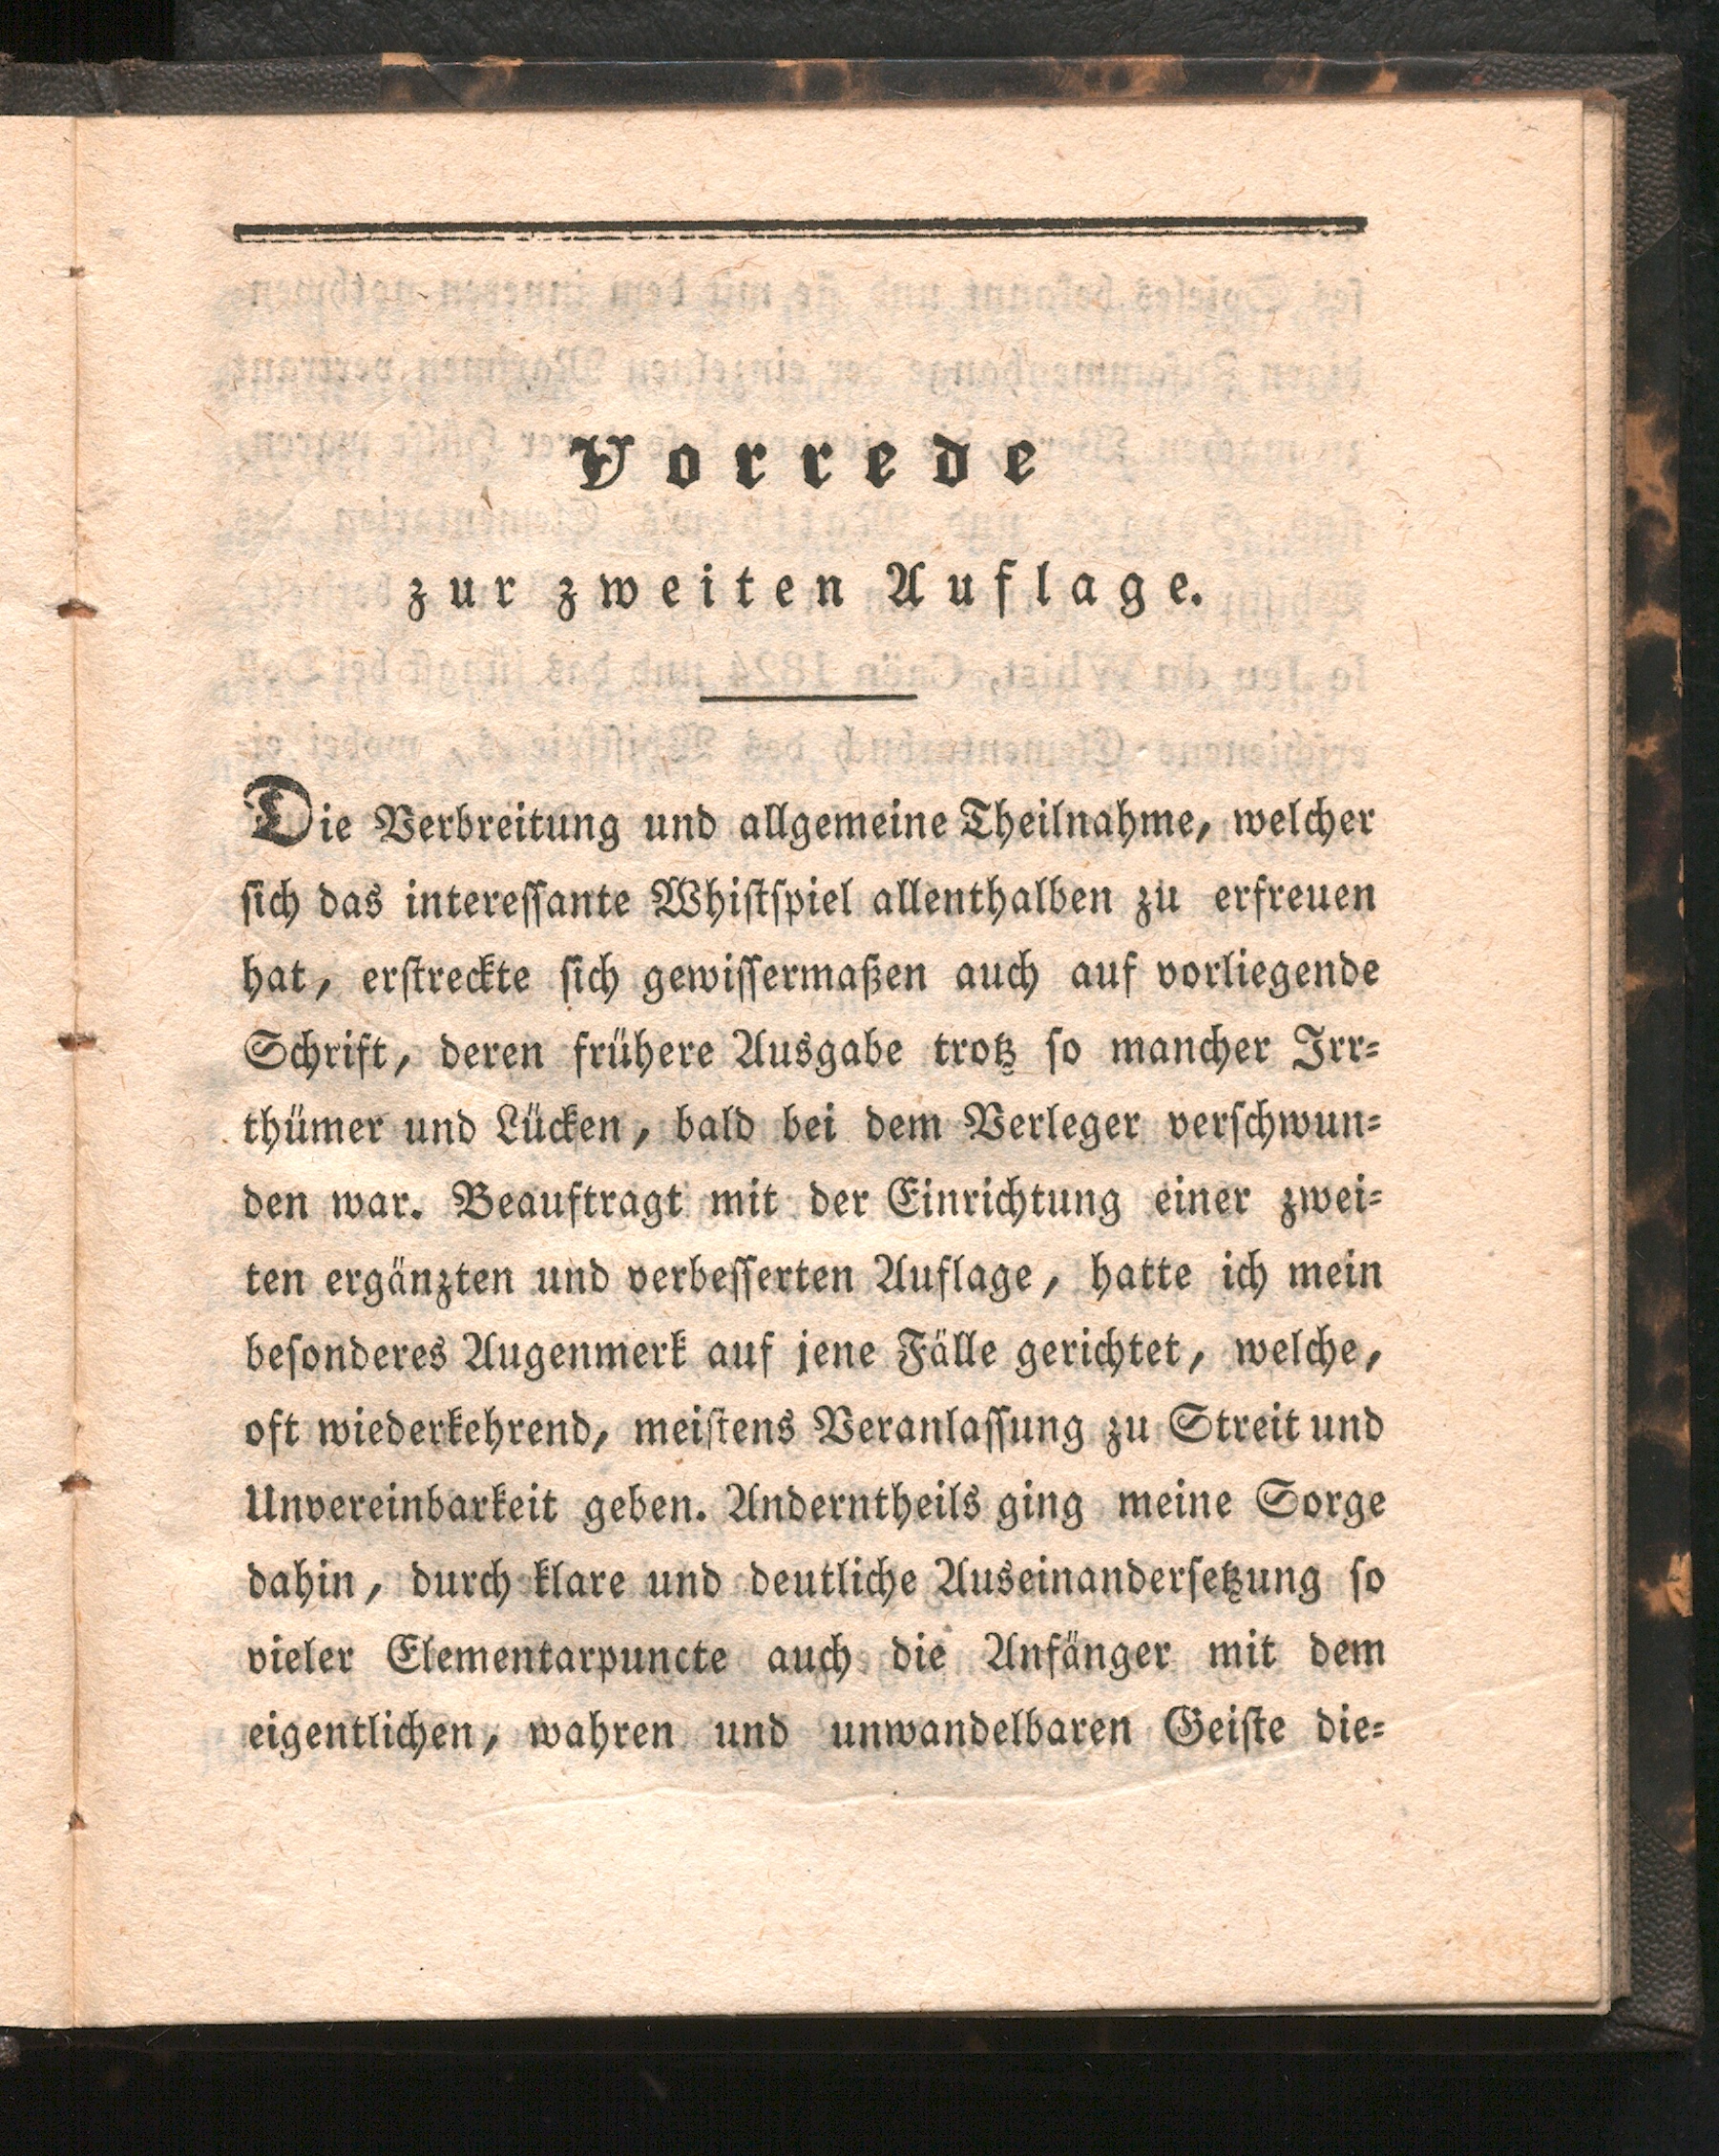 Vorrede
zur zweiten Auflage.
Die Verbreitung und allgemeine Theilnahme, welcher
ſich das intereſſante Whiſtſpiel allenthalben zu erfreuen
hat, erſtreckte ſich gewiſſermaßen auch auf vorliegende
Schrift, deren frühere Ausgabe trotz ſo mancher Irr⸗
thümer und Lücken, bald bei dem Verleger verſchwun⸗
den war. Beauftragt mit der Einrichtung einer zwei⸗
ten ergänzten und verbeſſerten Auflage, hatte ich mein
beſonderes Augenmerk auf jene Fälle gerichtet, welche,
oft wiederkehrend, meiſtens Veranlaſſung zu Streit und
Unvereinbarkeit geben. Anderntheils ging meine Sorge
dahin, durch klare und deutliche Auseinanderſetzung ſo
vieler Elementarpuncte auch die Anfänger mit dem
eigentlichen, wahren und unwandelbaren Geiſte die⸗